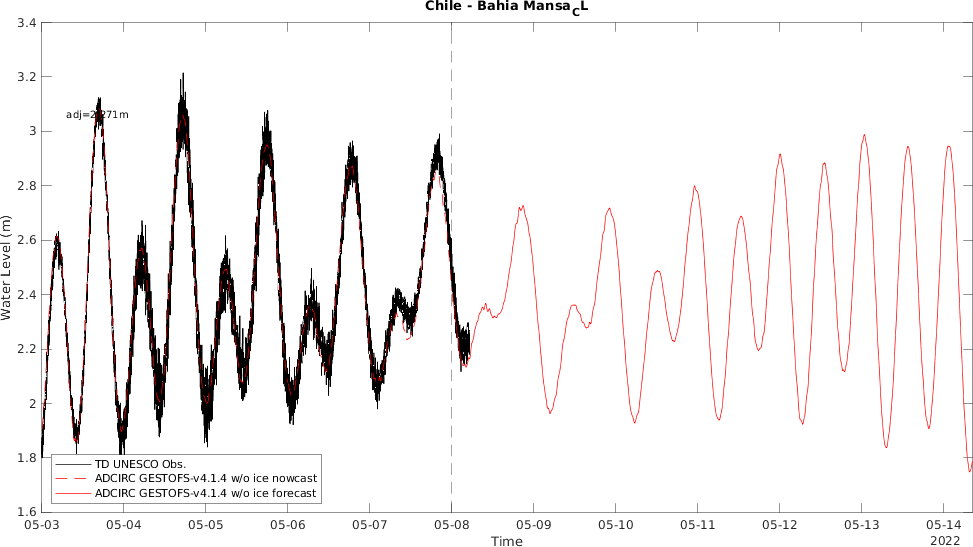 Chile - Bahia Mansa_CL
3.4
3.2
3
2.8
2.6
2.4
2.2
2
1.8
1.6
Water Level (m)
adj=2.271m
TD UNESCO Obs.
ADCIRC GESTOFS-v4.1.4 w/o ice nowcast
ADCIRC GESTOFS-v4.1.4 w/o ice forecast
05-03 05-04 05-05 05-06 05-07 05-08 05-09 05-10 05-11 05-12 05-13 05-14
Time
2022